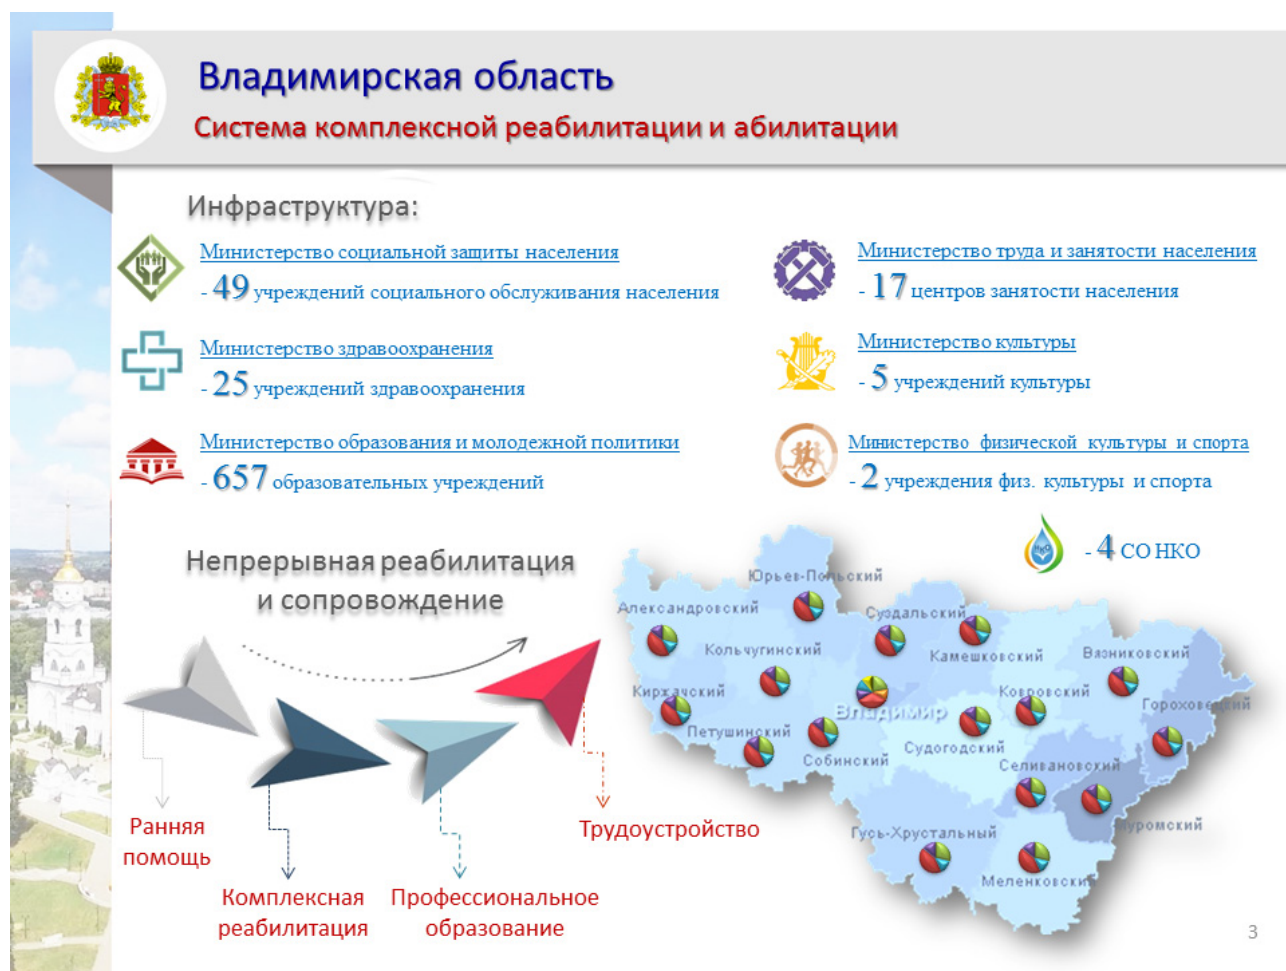 Владимирская область
Система комплексной реабилитации и абилитации
Инфраструктура:
Министерство социальной защиты населения
- 49 учреждений социального обслуживания населения
Министерство здравоохранения
- 25 учреждений здравоохранения
Министерство образования и молодежной политики
- 657 образовательных учреждений
Министерство труда и занятости населения
- 17 центров занятости населения
Министерство культуры
- 5 учреждений культуры
Министерство физической культуры и спорта
- 2 учреждения физ. культуры и спорта
НКО
- 4 СО НКО
Непрерывная реабилитация
и сопровождение
Ранняя
помощь
Комплексная
реабилитация
Профессиональное
образование
Трудоустройство
Юрьев-Польский
Александровский
Суздальский
Кольчугинский
Камешковский
Вязниковский
Киржачский
Ковровский
Гороховецкий
Владимир
Петушинский
Судогодский
Собинский
Селивановский
Гусь-Хрустальный
уромский
Меленковский
3